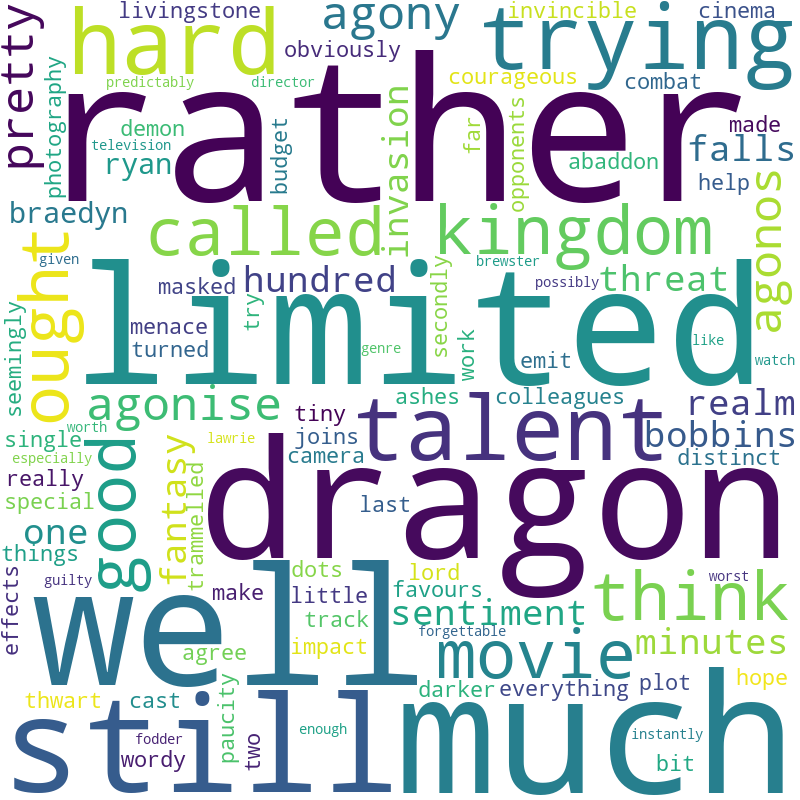 livingstone
agony
invincible
cinema
hard
trying
pretty
obviously
courageous
combat
predictably
director
rather
photography
demon
television
ryan
budget
invasion
far
opponents
made
falls
abaddon
help
braedyn
called
kingdom
agonos
ought
given
masked
hundred
secondly
brewster
possibly
threat
limited
seemingly
menace
turned
try
genre
work
emit
like
watch
agonise
ashes
colleagues
realm
tiny
talent
worth
single
good
fantasy
lawrie
joins
bobbins
especially
camera
distinct
really
dragon
special
trammelled
last
one
things
well
dots
lord
think
worst
guilty
effects
make
little
favours
sentiment
track
forgettable
agree
impact
movie
minutes
thwart
cast
still
paucity
darker
everything
plot
hope
much
two
enough
fodder
wordy
instantly
bit